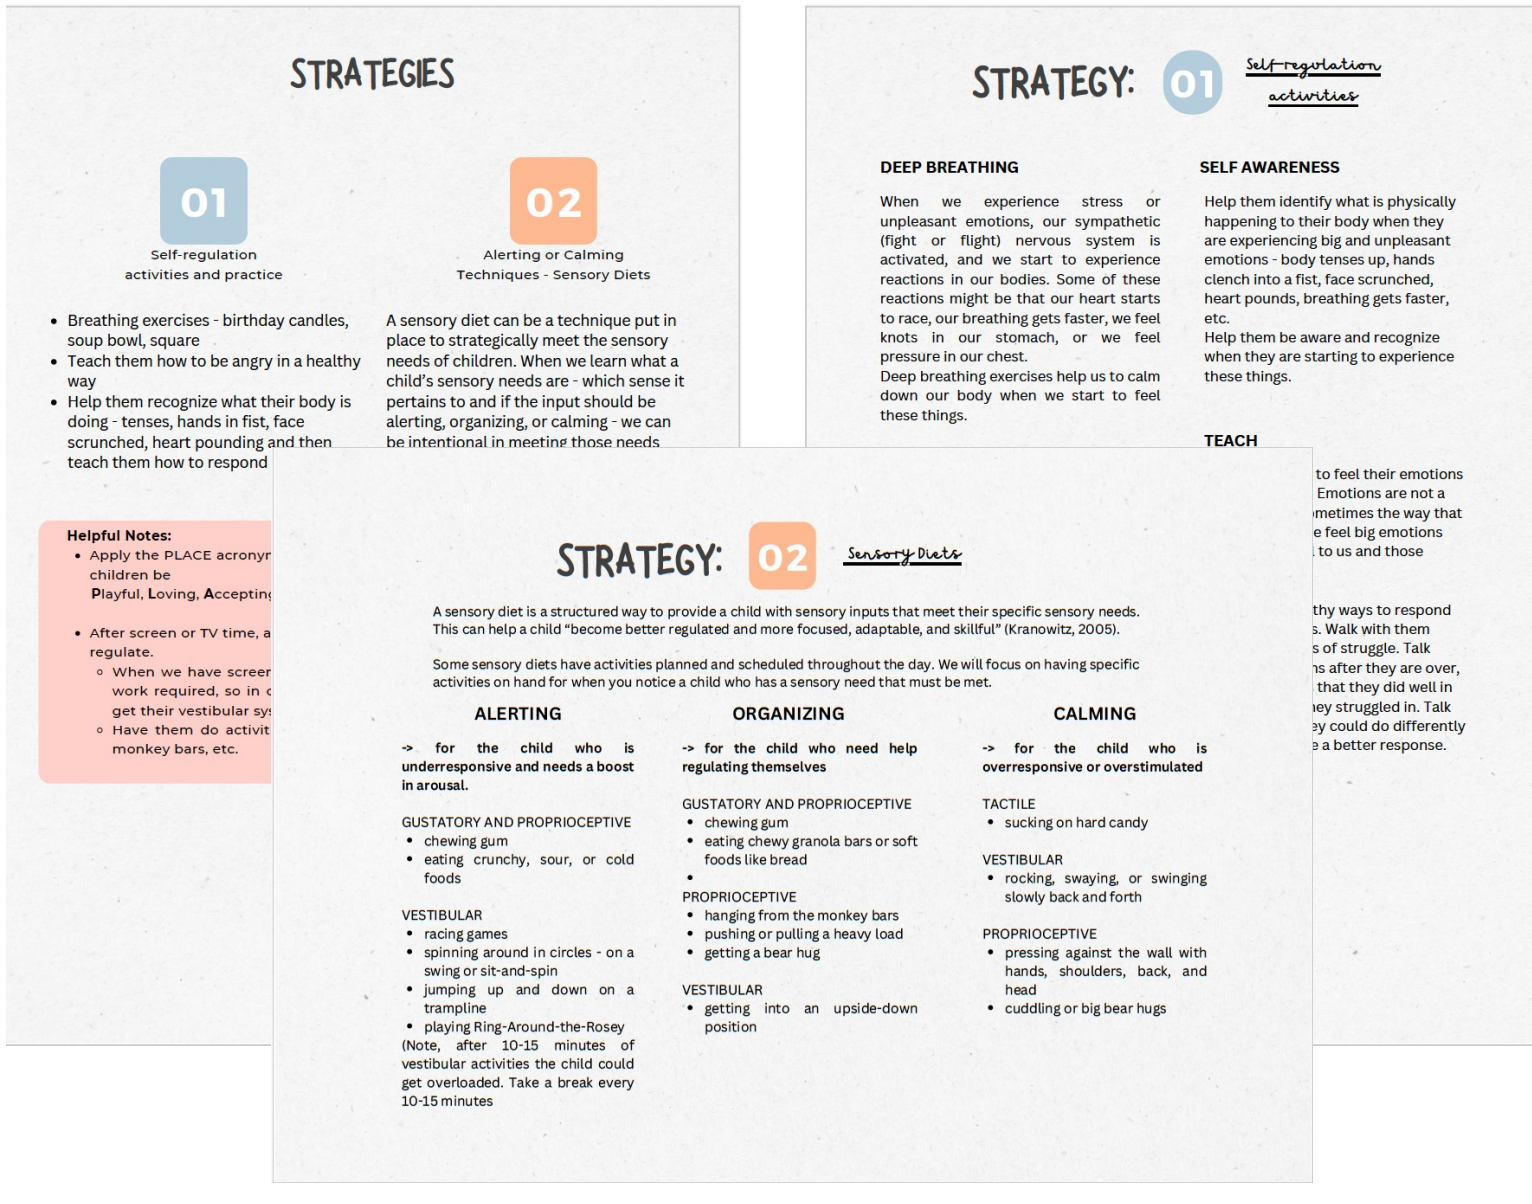 STRATEGIES
01
Self-regulation
activities and practice
02
Alerting or Calming
Techniques - Sensory Diets
• Breathing exercises - birthday candles,
soup bowl, square
• Teach them how to be angry in a healthy
way
• Help them recognize what their body is
doing - tenses, hands in fist, face
scrunched, heart pounding and then
teach them how to respond
A sensory diet can be a technique put in
place to strategically meet the sensory
needs of children. When we learn what a
child's sensory needs are - which sense it
pertains to and if the input should be
alerting, organizing, or calming - we can
be intentional in meeting those needs
Helpful Notes:
• Apply the PLACE
children be
Playful, Loving, Accepting
• After screen or TV time, a
regulate.
◦ When we have screen
work required, so in
get their vestibular
◦ Have them do
monkey bars, etc.
STRATEGY: 01 Self-regulation
activities
DEEP BREATHING
When we experience stress or
unpleasant emotions, our sympathetic
(fight or flight) nervous system is
activated, and we start to experience
reactions in our bodies. Some of these
reactions might be that our heart starts
to race, our breathing gets faster, we feel
knots in our stomach, or we feel
pressure in our chest.
Deep breathing exercises help us to calm
down our body when we start to feel
these things.
SELF AWARENESS
Help them identify what is physically
happening to their body when they
are experiencing big and unpleasant
emotions - body tenses up, hands
clench into a fist, face scrunched,
heart pounds, breathing gets faster,
etc.
Help them be aware and recognize
when they are starting to experience
these things.
TEACH
to feel their emotions
Emotions are not a
ometimes the way that
e feel big emotions
to us and those
thy ways to respond
s. Walk with them
s of struggle. Talk
ns after they are over,
that they did well in
ey struggled in. Talk
ey could do differently
e a better response.
STRATEGY: 02 Sensory Diets
A sensory diet is a structured way to provide a child with sensory inputs that meet their specific sensory needs.
This can help a child “become better regulated and more focused, adaptable, and skillful” (Kranowitz, 2005).
Some sensory diets have activities planned and scheduled throughout the day. We will focus on having specific
activities on hand for when you notice a child who has a sensory need that must be met.
ALERTING
-> for the child who is
underresponsive and needs a boost
in arousal.
GUSTATORY AND PROPRIOCEPTIVE
• chewing gum
• eating crunchy, sour, or cold
foods
VESTIBULAR
• racing games
• spinning around in circles - on a
swing or sit-and-spin
• jumping up and down on a
trampline
• playing Ring-Around-the-Rosey
(Note, after 10-15 minutes of
vestibular activities the child could
get overloaded. Take a break every
10-15 minutes
ORGANIZING
-> for the child who need help
regulating themselves
GUSTATORY AND PROPRIOCEPTIVE
• chewing gum
• eating chewy granola bars or soft
foods like bread
•
PROPRIOCEPTIVE
• hanging from the monkey bars
• pushing or pulling a heavy load
• getting a bear hug
VESTIBULAR
• getting into an upside-down
position
CALMING
-> for the child who is
overresponsive or overstimulated
TACTILE
• sucking on hard candy
VESTIBULAR
• rocking, swaying, or swinging
slowly back and forth
PROPRIOCEPTIVE
• pressing against the wall with
hands, shoulders, back, and
head
• cuddling or big bear hugs